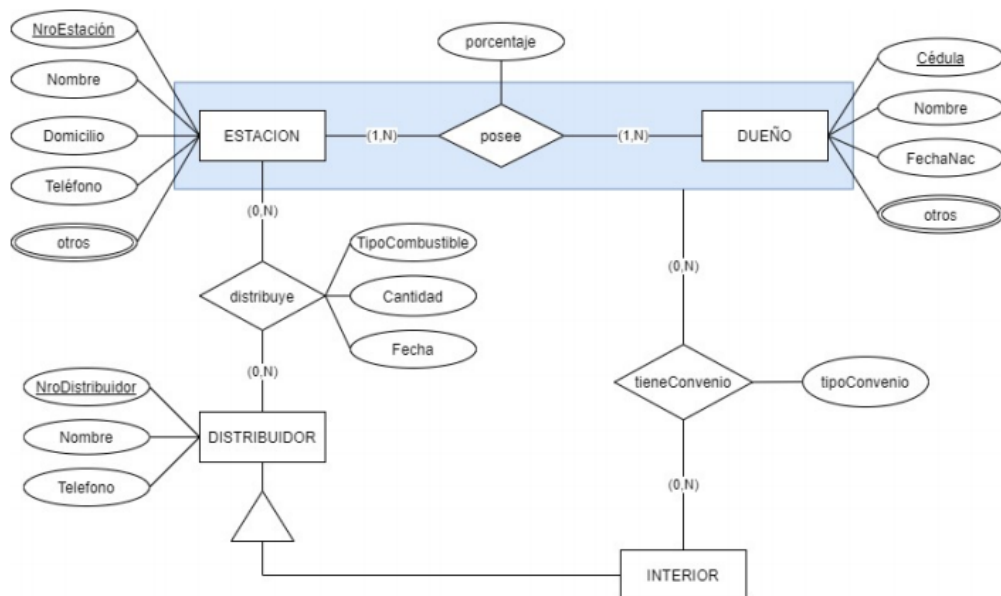 NroEstación
Nombre
Domicilio
Teléfono
otros
porcentaje
ESTACION
(1,N)
posee
(1,N)
DUEÑO
Cédula
Nombre
FechaNac
otros
(0,N)
distribuye
TipoCombustible
Cantidad
Fecha
(0,N)
(0,N)
tieneConvenio
tipoConvenio
(0,N)
NroDistribuidor
Nombre
Telefono
DISTRIBUIDOR
INTERIOR